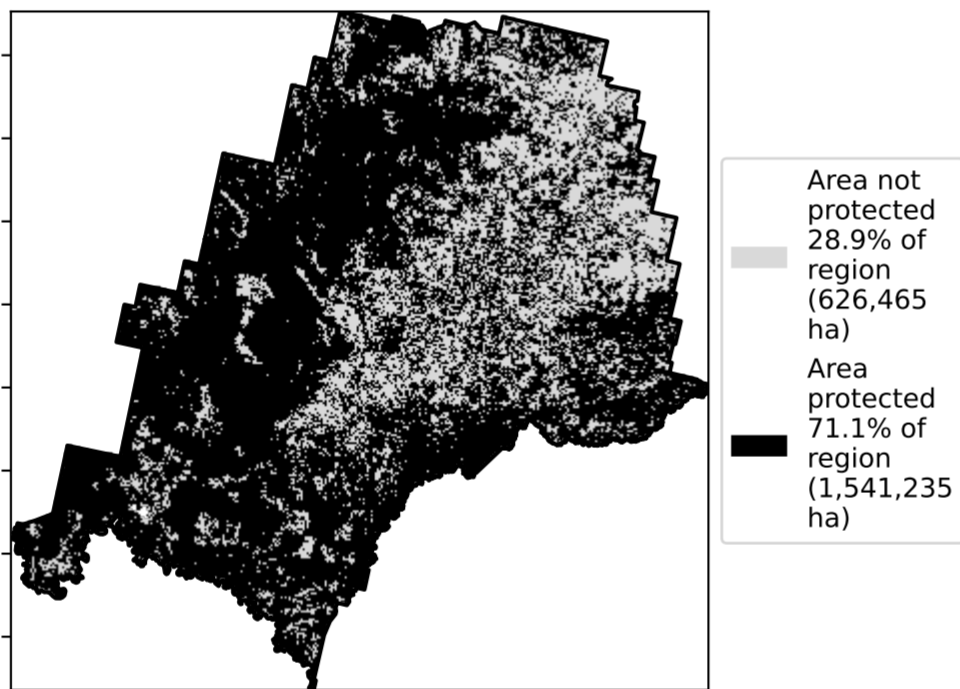 Area not
protected
28.9% of
region
(626,465
ha)
Area
protected
71.1% of
region
(1,541,235
ha)